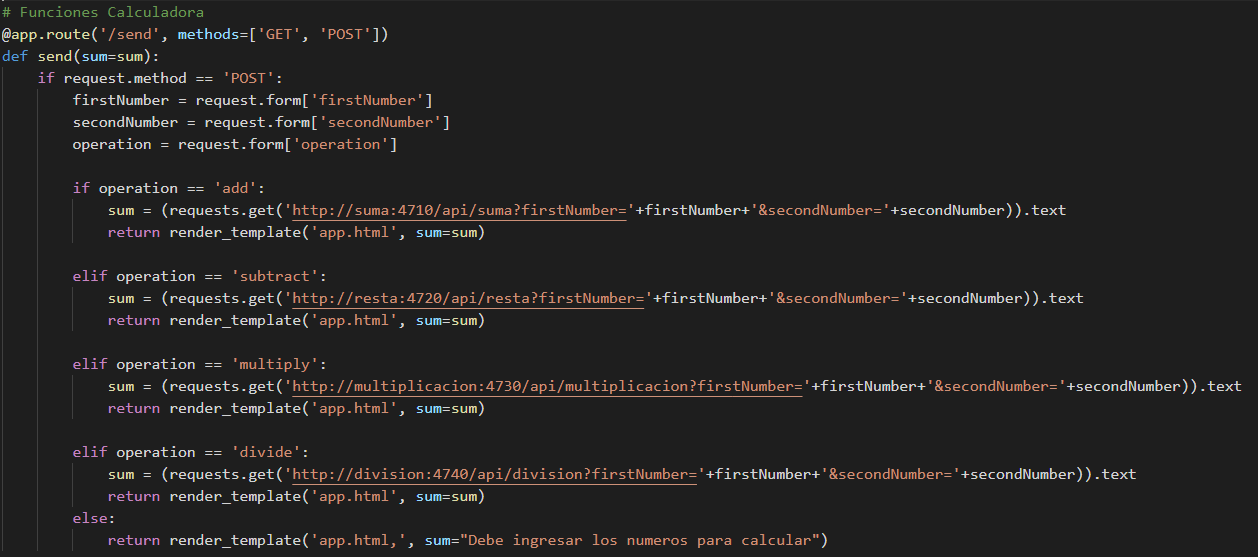 # Funciones Calculadora
@app.route('/send', methods=['GET', 'POST'])
def send(sum=sum):
    if request.method == 'POST':
        firstNumber = request.form['firstNumber']
        secondNumber = request.form['secondNumber']
        operation = request.form['operation']

        if operation == 'add':
            sum = (requests.get('http://suma:4710/api/suma?firstNumber='+firstNumber+'&secondNumber='+secondNumber)).text
            return render_template('app.html', sum=sum)

        elif operation == 'subtract':
            sum = (requests.get('http://resta:4720/api/resta?firstNumber='+firstNumber+'&secondNumber='+secondNumber)).text
            return render_template('app.html', sum=sum)

        elif operation == 'multiply':
            sum = (requests.get('http://multiplicacion:4730/api/multiplicacion?firstNumber='+firstNumber+'&secondNumber='+secondNumber)).text
            return render_template('app.html', sum=sum)

        elif operation == 'divide':
            sum = (requests.get('http://division:4740/api/division?firstNumber='+firstNumber+'&secondNumber='+secondNumber)).text
            return render_template('app.html', sum=sum)
        else:
            return render_template('app.html,', sum="Debe ingresar los numeros para calcular")